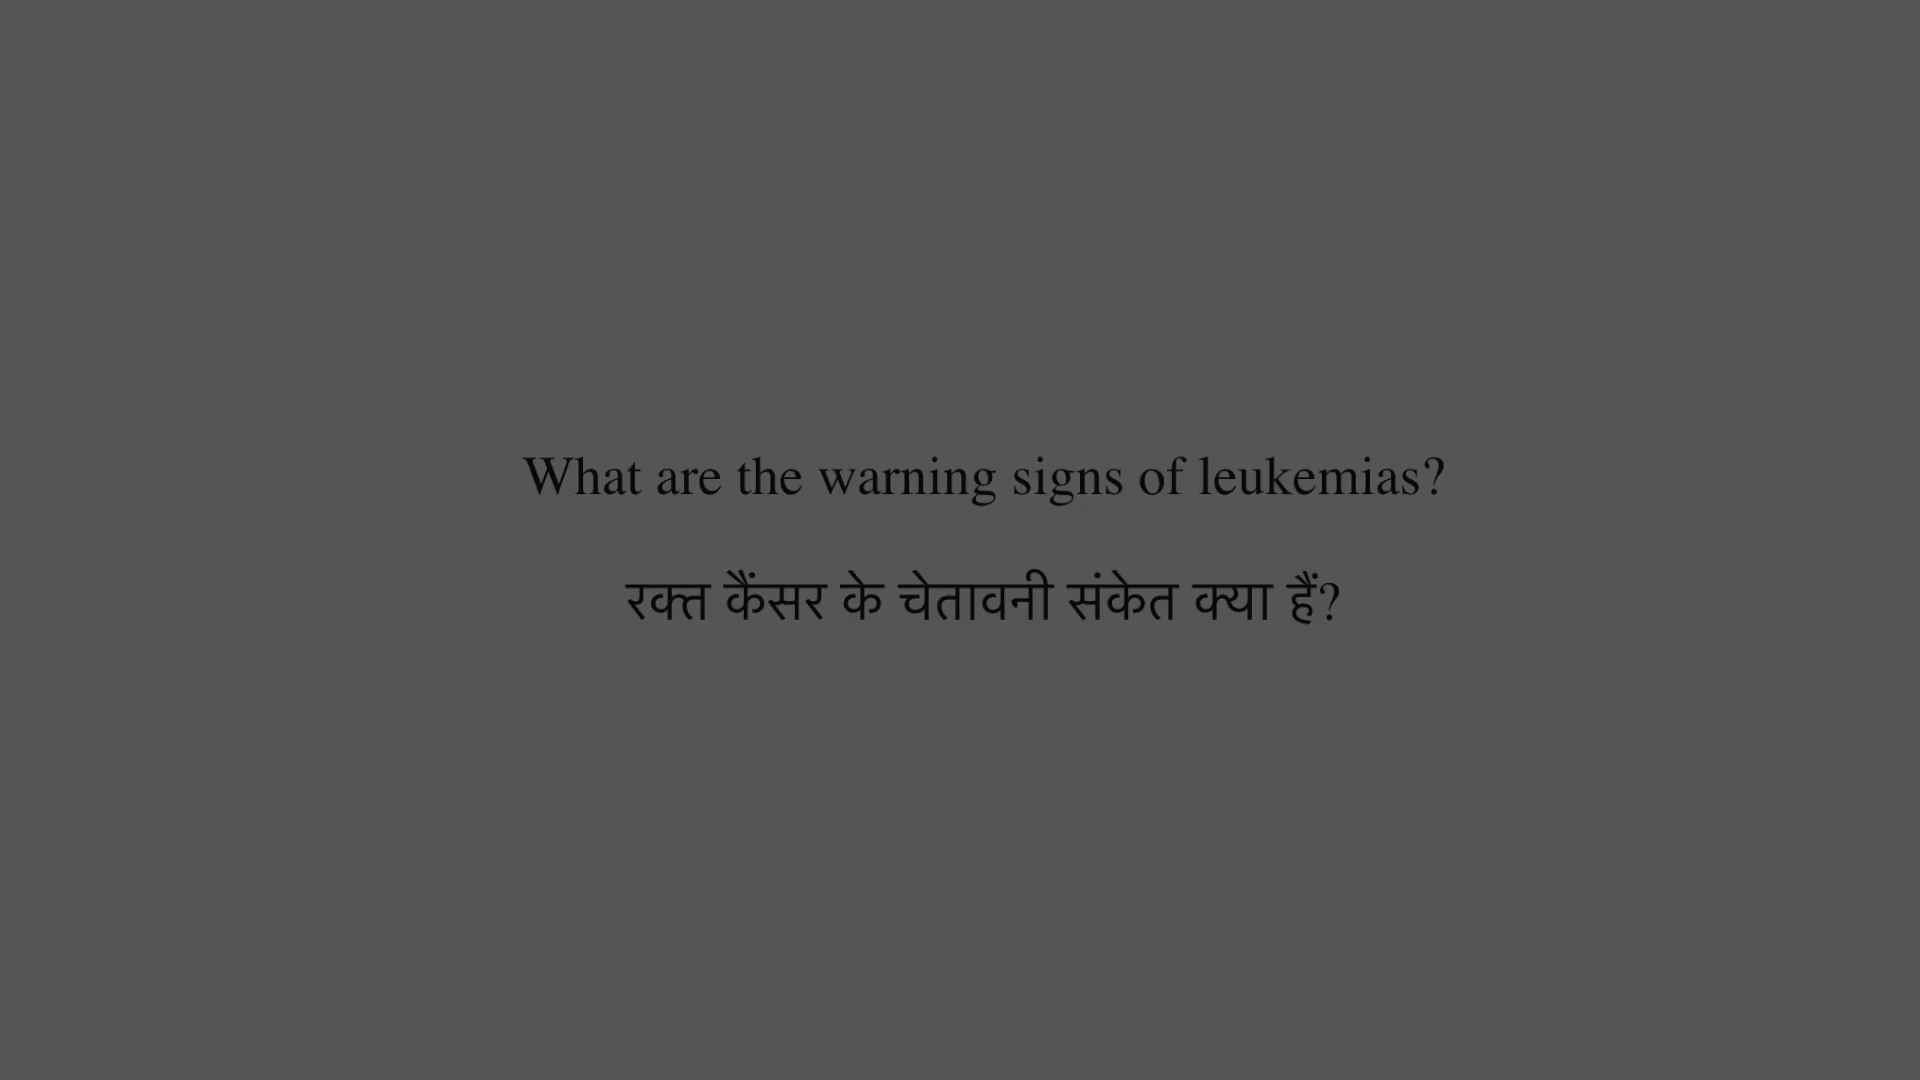 What are the warning signs of leukemias?
रक्त कैंसर के चेतावनी संकेत क्या हैं?